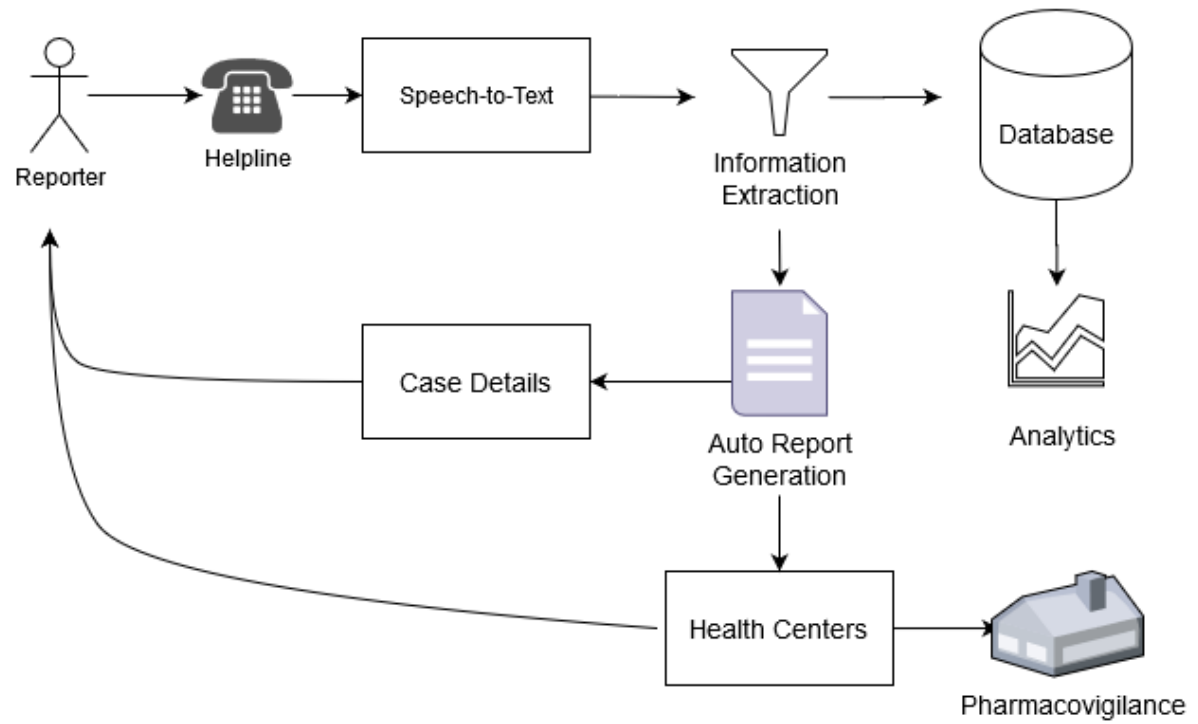 Reporter
Helpline
Speech-to-Text
Information
Extraction
Database
Case Details
Auto Report
Generation
Analytics
Health Centers
Pharmacovigilance